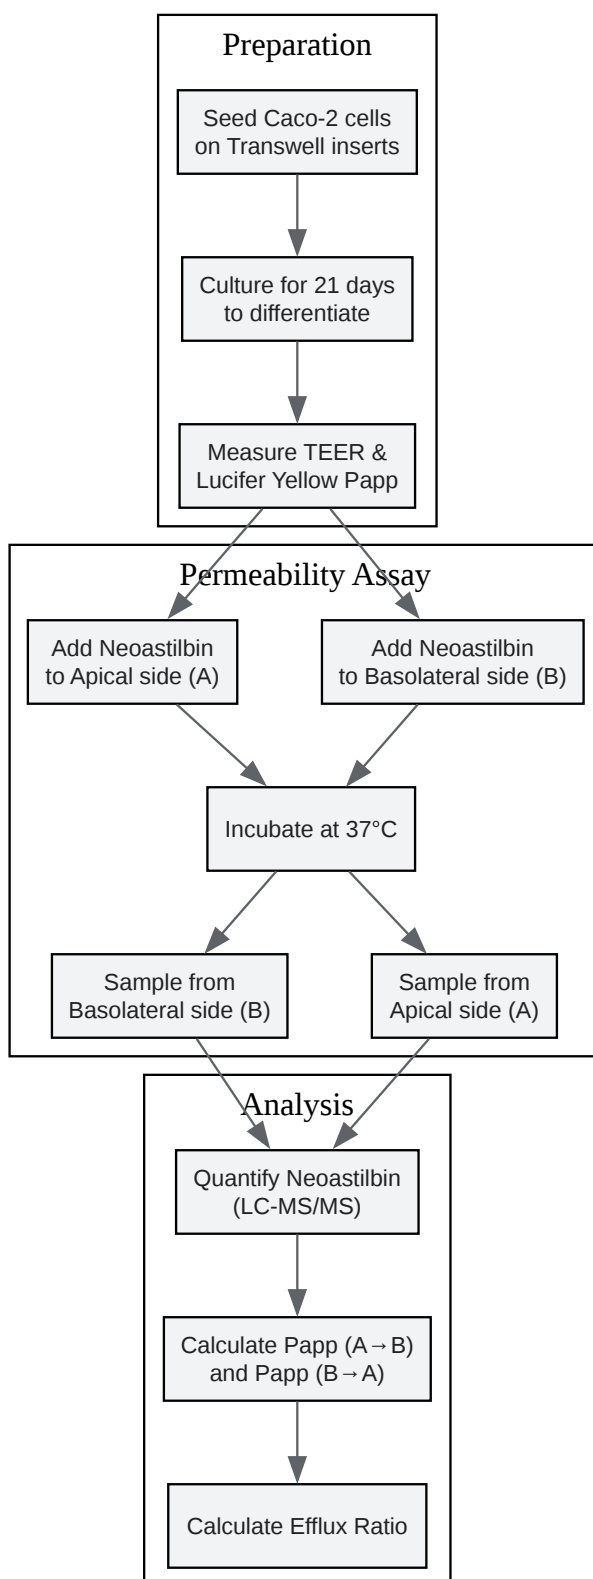 Preparation
Seed Caco-2 cells
on Transwell inserts
Culture for 21 days
to differentiate
Measure TEER &
Lucifer Yellow Papp
Permeability Assay
Add Neoastilbin
to Apical side (A)
Add Neoastilbin
to Basolateral side (B)
Incubate at 37°C
Sample from
Basolateral side (B)
Sample from
Apical side (A)
Analysis
Quantify Neoastilbin
(LC-MS/MS)
Calculate Papp (A→B)
and Papp (B→A)
Calculate Efflux Ratio